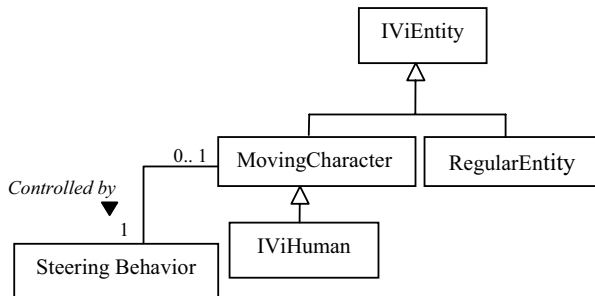 IViEntity
0.. 1
MovingCharacter
RegularEntity
Controlled by
1
IViHuman
Steering Behavior